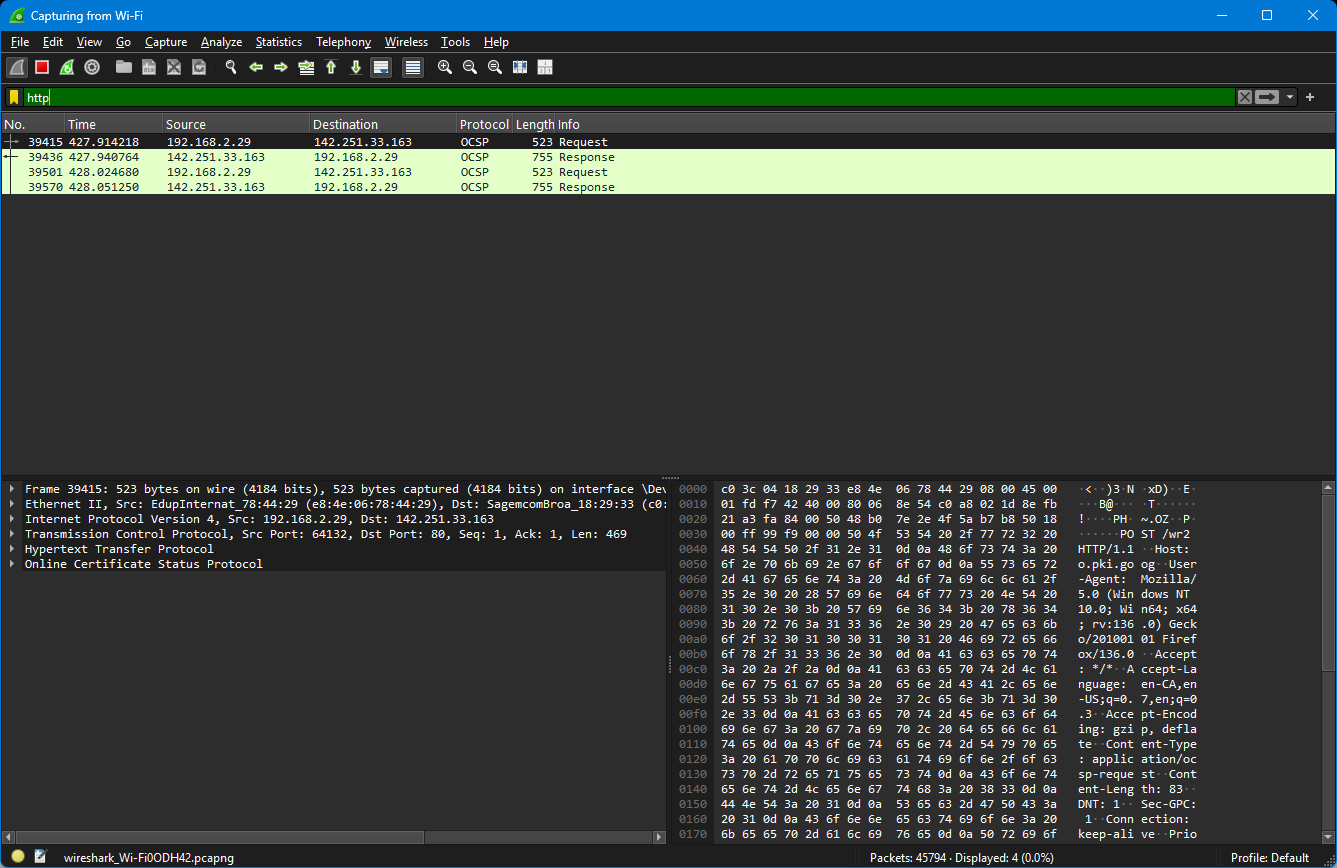 Capturing from Wi-Fi
File Edit View Go Capture Analyze Statistics Telephony Wireless Tools Help
http
No. Time Source Destination Protocol Length Info
39415 427.914218 192.168.2.29 142.251.33.163 OCSP 523 Request
39436 427.940764 142.251.33.163 192.168.2.29 OCSP 755 Response
39501 428.024680 192.168.2.29 142.251.33.163 OCSP 523 Request
39570 428.051250 142.251.33.163 192.168.2.29 OCSP 755 Response
Frame 39415: 523 bytes on wire (4184 bits), 523 bytes captured (4184 bits) on interface \Dev
Ethernet II, Src: EdupInternat_78:44:29 (e8:4e:06:78:44:29), Dst: SagemcomBroa_18:29:33 (c0:
Internet Protocol Version 4, Src: 192.168.2.29, Dst: 142.251.33.163
Transmission Control Protocol, Src Port: 64132, Dst Port: 80, Seq: 1, Ack: 1, Len: 469
Hypertext Transfer Protocol
Online Certificate Status Protocol
0000 c0 3c 04 18 29 33 e8 4e 06 78 44 29 08 00 45 00 ·<··)3·N ·xD)··E·
0010 01 fd f7 42 40 00 80 06 8e 54 c0 a8 02 1d 8e fb ···B@··· ·T······
0020 21 a3 fa 84 00 50 48 b0 7e 2e 4f 5a b7 b8 50 18 !····PH· ~.OZ··P·
0030 00 ff 99 f9 00 00 50 4f 53 54 20 2f 77 72 32 20 ······PO ST /wr2
0040 48 54 54 50 2f 31 2e 31 0d 0a 48 6f 73 74 3a 20 HTTP/1.1 ··Host:
0050 6f 2e 70 6b 69 2e 67 6f 6f 67 0d 0a 55 73 65 72 o.pki.go og··User
0060 2d 41 67 65 6e 74 3a 20 4d 6f 7a 69 6c 6c 61 2f -Agent: Mozilla/
0070 35 2e 30 20 28 57 69 6e 64 6f 77 73 20 4e 54 20 5.0 (Win dows NT
0080 31 30 2e 30 3b 20 57 69 6e 36 34 3b 20 78 36 34 10.0; Wi n64; x64
0090 3b 20 72 76 3a 31 33 36 2e 30 29 20 47 65 63 6b ; rv:136 .0) Geck
00a0 6f 2f 32 30 31 30 30 31 30 31 20 46 69 72 65 66 o/201001 01 Firef
00b0 6f 78 2f 31 33 36 2e 30 0d 0a 41 63 63 65 70 74 ox/136.0 ··Accept
00c0 3a 20 2a 2f 2a 0d 0a 41 63 63 65 70 74 2d 4c 61 : */*··A ccept-La
00d0 6e 67 75 61 67 65 3a 20 65 6e 2d 43 41 2c 65 6e nguage: en-CA,en
00e0 2d 55 53 3b 71 3d 30 2e 37 2c 65 6e 3b 71 3d 30 -US;q=0. 7,en;q=0
00f0 2e 33 0d 0a 41 63 63 65 70 74 2d 45 6e 63 6f 64 .3··Acce pt-Encod
0100 69 6e 67 3a 20 67 7a 69 70 2c 20 64 65 66 6c 61 ing: gzi p, defla
0110 74 65 0d 0a 43 6f 6e 74 65 6e 74 2d 54 79 70 65 te··Cont ent-Type
0120 3a 20 61 70 70 6c 69 63 61 74 69 6f 6e 2f 6f 63 : applic ation/oc
0130 73 70 2d 72 65 71 75 65 73 74 0d 0a 43 6f 6e 74 sp-reque st··Cont
0140 65 6e 74 2d 4c 65 6e 67 74 68 3a 20 38 33 0d 0a ent-Leng th: 83··
0150 44 4e 54 3a 20 31 0d 0a 53 65 63 2d 47 50 43 3a DNT: 1·· Sec-GPC:
0160 20 31 0d 0a 43 6f 6e 6e 65 63 74 69 6f 6e 3a 20 1··Conn ection:
0170 6b 65 65 70 2d 61 6c 69 76 65 0d 0a 50 72 69 6f keep-ali ve··Prio
wireshark_Wi-Fi0ODH42.pcapng Packets: 45794 · Displayed: 4 (0.0%) Profile: Default